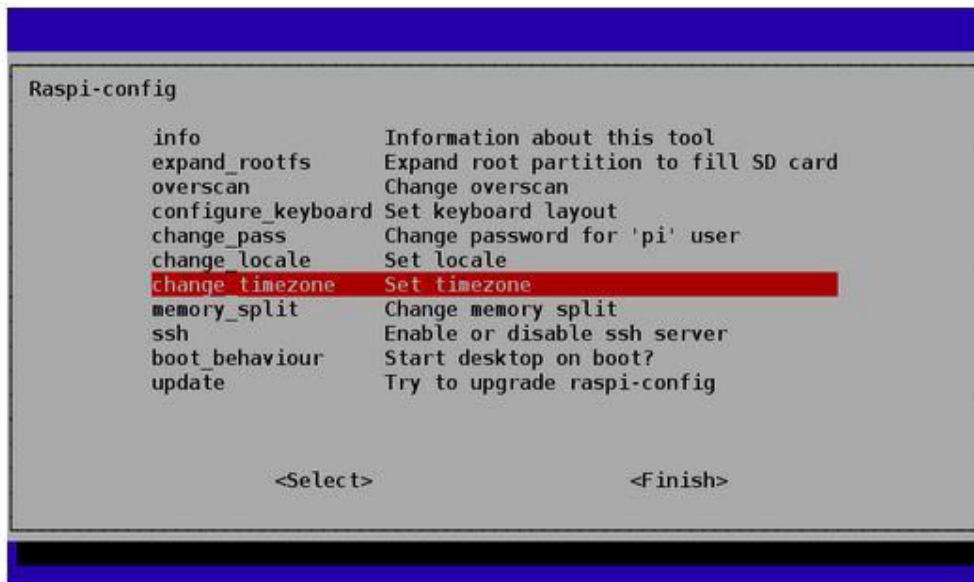 Raspi-config
info Information about this tool
expand_rootfs Expand root partition to fill SD card
overscan Change overscan
configure_keyboard Set keyboard layout
change_pass Change password for 'pi' user
change_locale Set locale
change_timezone Set timezone
memory_split Change memory split
ssh Enable or disable ssh server
boot_behaviour Start desktop on boot?
update Try to upgrade raspi-config
<Select> <Finish>